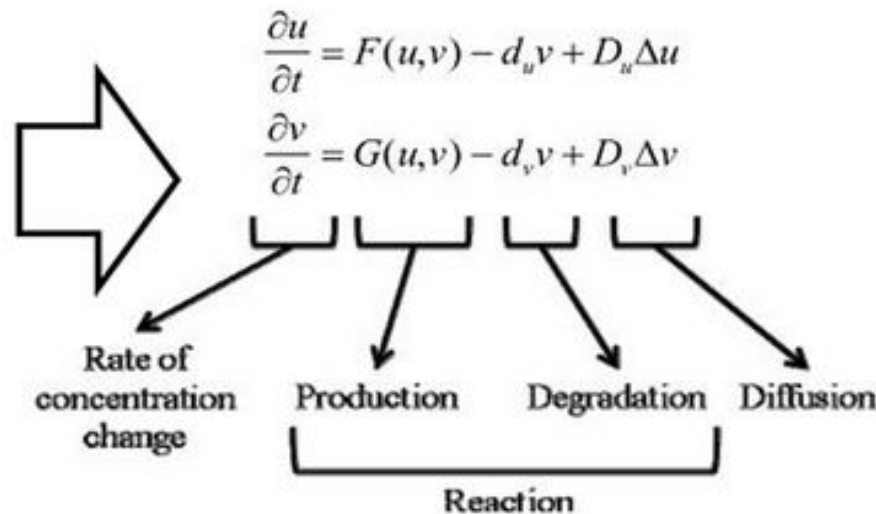 ∂u/∂t = F(u,v) − d_u v + D_u Δu
∂v/∂t = G(u,v) − d_v v + D_v Δv
Rate of
concentration
change
Production
Degradation
Diffusion
Reaction